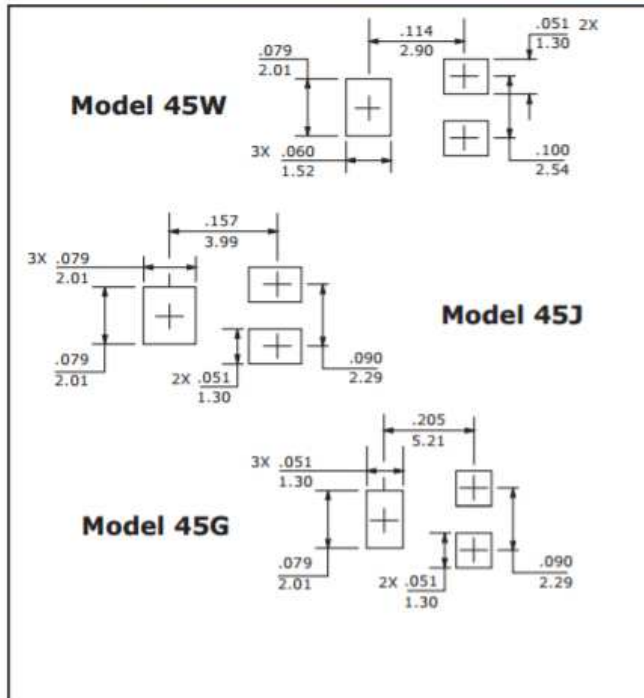 .114
2.90
.051 2X
1.30
.079
2.01
Model 45W
3X .060
1.52
.100
2.54
.157
3.99
3X .079
2.01
Model 45J
.079
2.01
2X .051
1.30
.090
2.29
.205
5.21
3X .051
1.30
Model 45G
.079
2.01
2X .051
1.30
.090
2.29